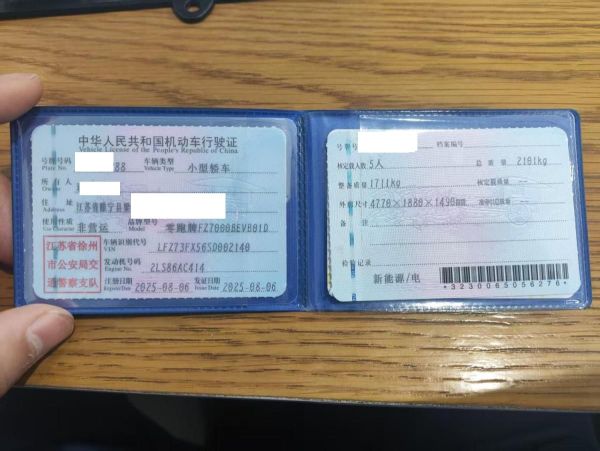 中华人民共和国机动车行驶证
Vehicle License of the People's Republic of China
号牌号码
Plate No.
88
车辆类型
Vehicle Type
小型轿车
所有人
Owner
住址
Address
江苏省睢宁县
使用性质
Use Character
非营运
品牌型号
Model
零跑牌FZ7000BEVB01D
江苏省徐州
市公安局交
通警察支队
车辆识别代号
VIN
LFZ73FX56SD002140
发动机号码
Engine No.
2LS86AC414
注册日期
Register Date
2025-08-06
发证日期
Issue Date
2025-08-06
号牌号
档案编号
核定载人数 5人
总质量 2101kg
整备质量 1711kg
核定载质量 --
外廓尺寸 4770×1880×1490
准牵引总质量 --
备注
检验记录
新能源/电
*3230065056276*